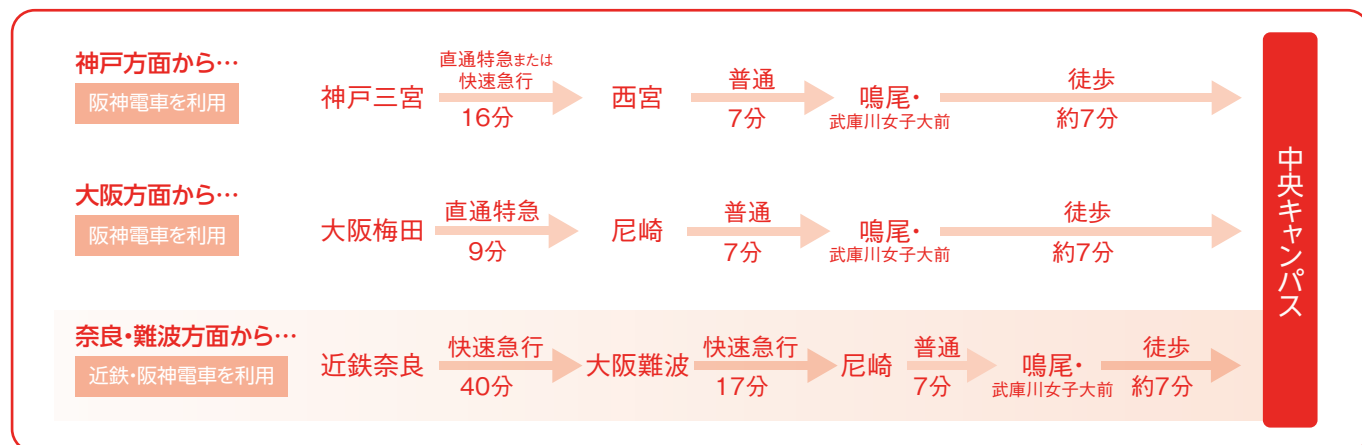 神戸方面から…
阪神電車を利用
神戸三宮
直通特急または
快速急行
16分
西宮
普通
7分
鳴尾・
武庫川女子大前
徒歩
約7分
大阪方面から…
阪神電車を利用
大阪梅田
直通特急
9分
尼崎
普通
7分
鳴尾・
武庫川女子大前
徒歩
約7分
奈良・難波方面から…
近鉄・阪神電車を利用
近鉄奈良
快速急行
40分
大阪難波
快速急行
17分
尼崎
普通
7分
鳴尾・
武庫川女子大前
徒歩
約7分
中央キャンパス